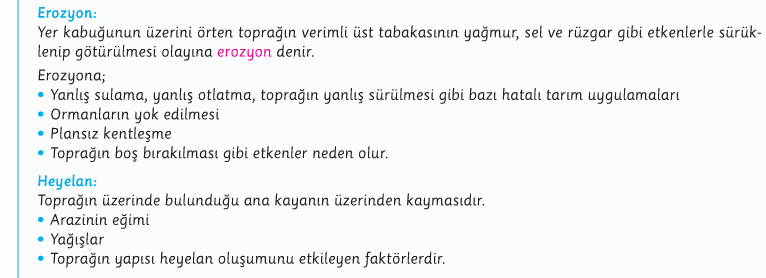 Erozyon:
Yer kabuğunun üzerini örten toprağın verimli üst tabakasının yağmur, sel ve rüzgar gibi etkenlerle sürük-
lenip götürülmesi olayına erozyon denir.
Erozyona;
• Yanlış sulama, yanlış otlatma, toprağın yanlış sürülmesi gibi bazı hatalı tarım uygulamaları
• Ormanların yok edilmesi
• Plansız kentleşme
• Toprağın boş bırakılması gibi etkenler neden olur.
Heyelan:
Toprağın üzerinde bulunduğu ana kayanın üzerinden kaymasıdır.
• Arazinin eğimi
• Yağışlar
• Toprağın yapısı heyelan oluşumunu etkileyen faktörlerdir.